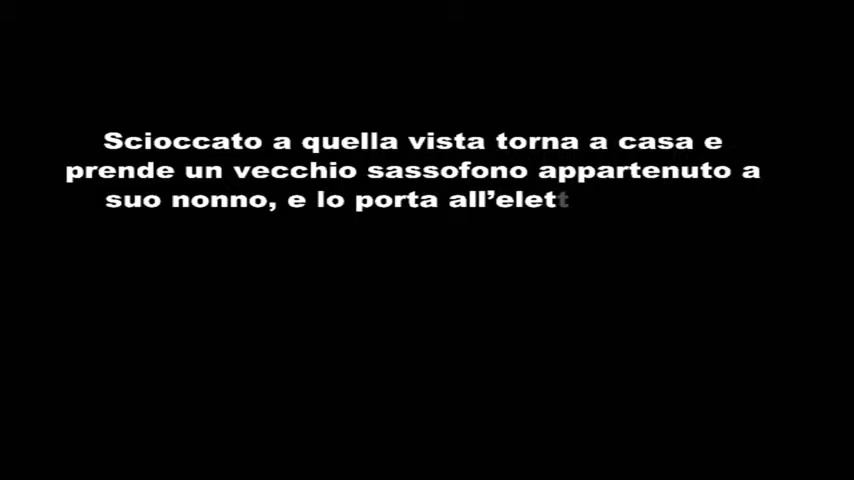 Scioccato a quella vista torna a casa e
prende un vecchio sassofono appartenuto a
suo nonno, e lo porta all’elett